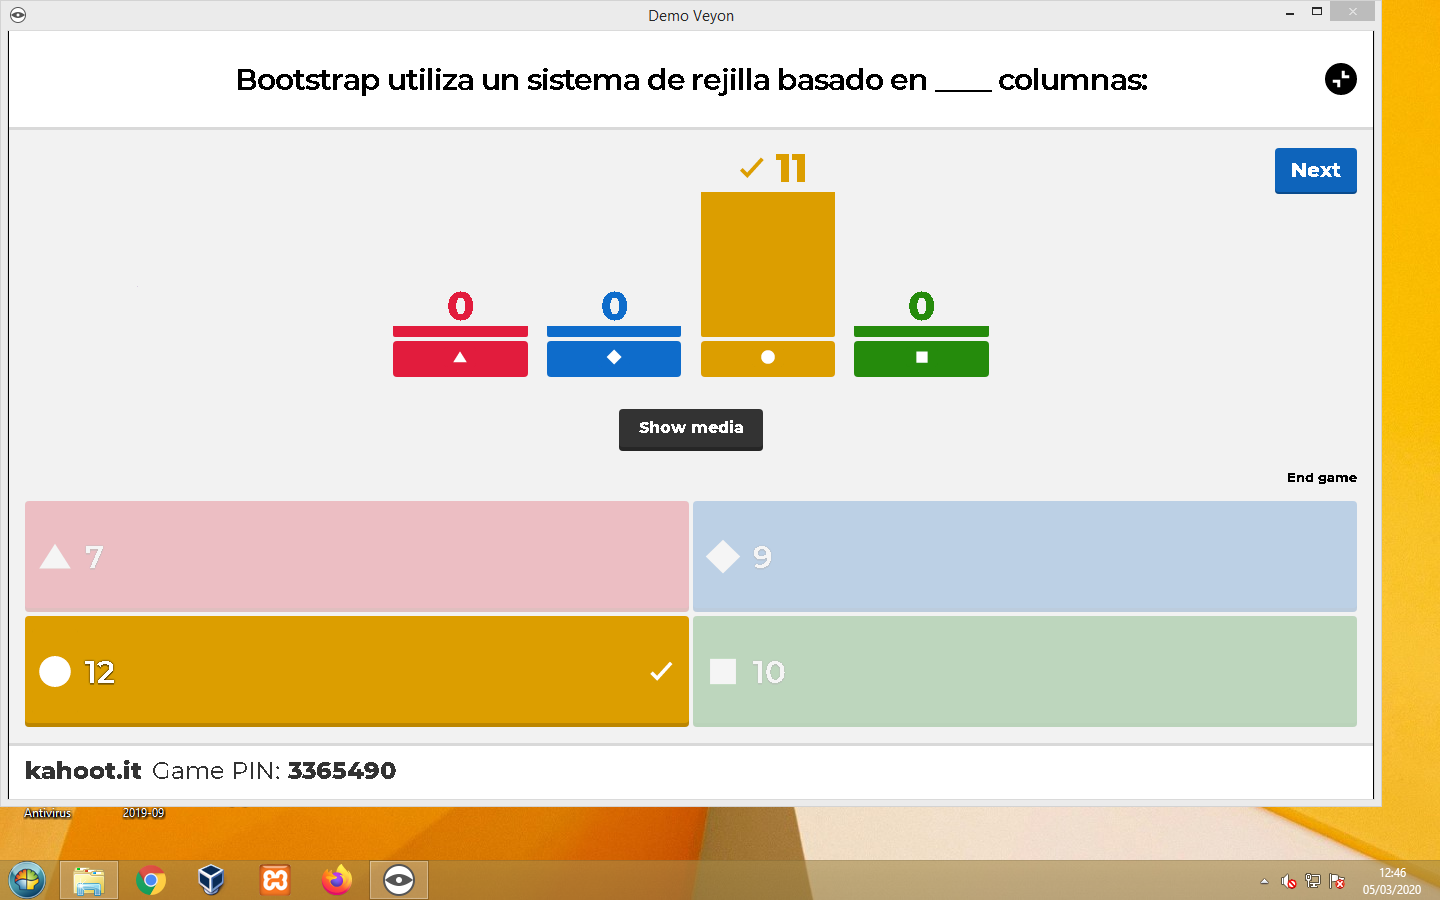 Demo Veyon
Bootstrap utiliza un sistema de rejilla basado en ____ columnas:
11
Next
0
0
0
Show media
End game
7
9
12
10
kahoot.it Game PIN: 3365490
Antivirus
2019-09
12:46
05/03/2020